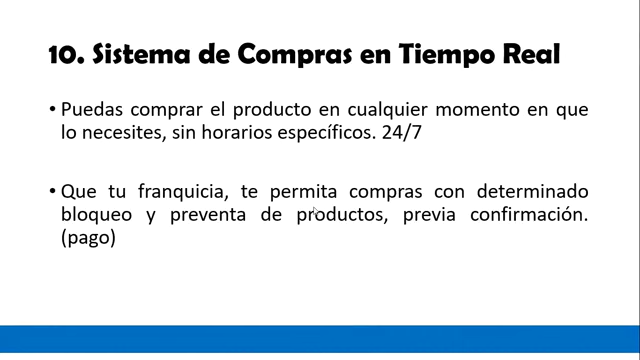 10. Sistema de Compras en Tiempo Real
• Puedas comprar el producto en cualquier momento en que
lo necesites, sin horarios específicos. 24/7
• Que tu franquicia, te permita compras con determinado
bloqueo y preventa de productos, previa confirmación.
(pago)